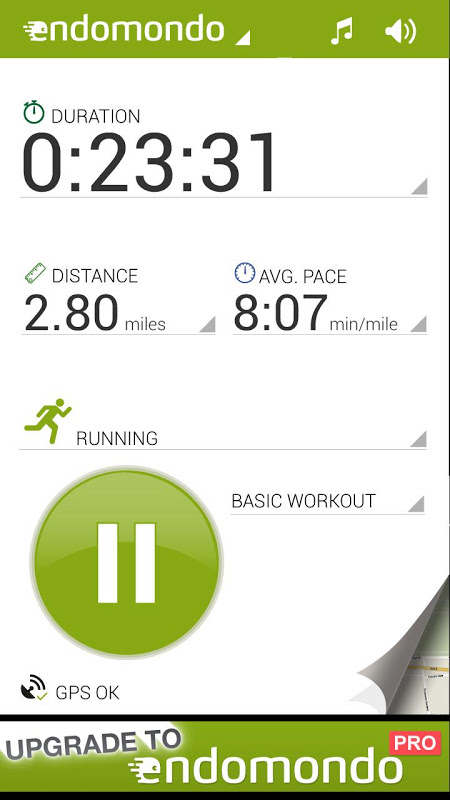 endomondo
DURATION
0:23:31
DISTANCE
AVG. PACE
2.80 miles
8:07 min/mile
RUNNING
BASIC WORKOUT
GPS OK
UPGRADE TO
endomondo PRO